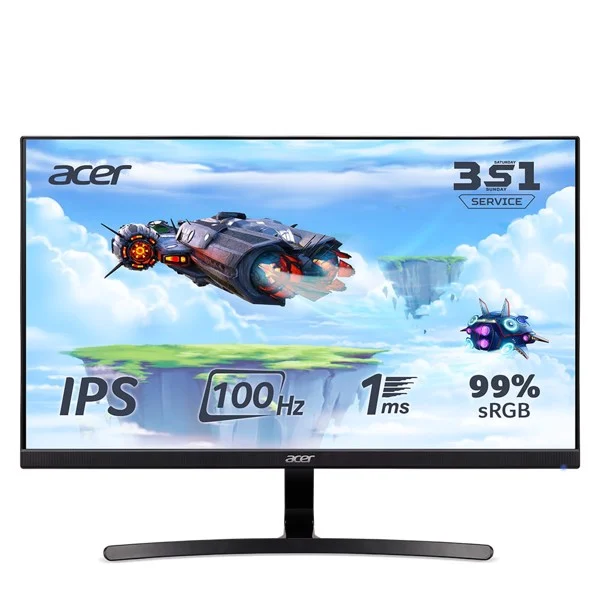 acer
SATURDAY
3S1
SUNDAY
SERVICE
IPS
100Hz
1ms
99%
sRGB
acer